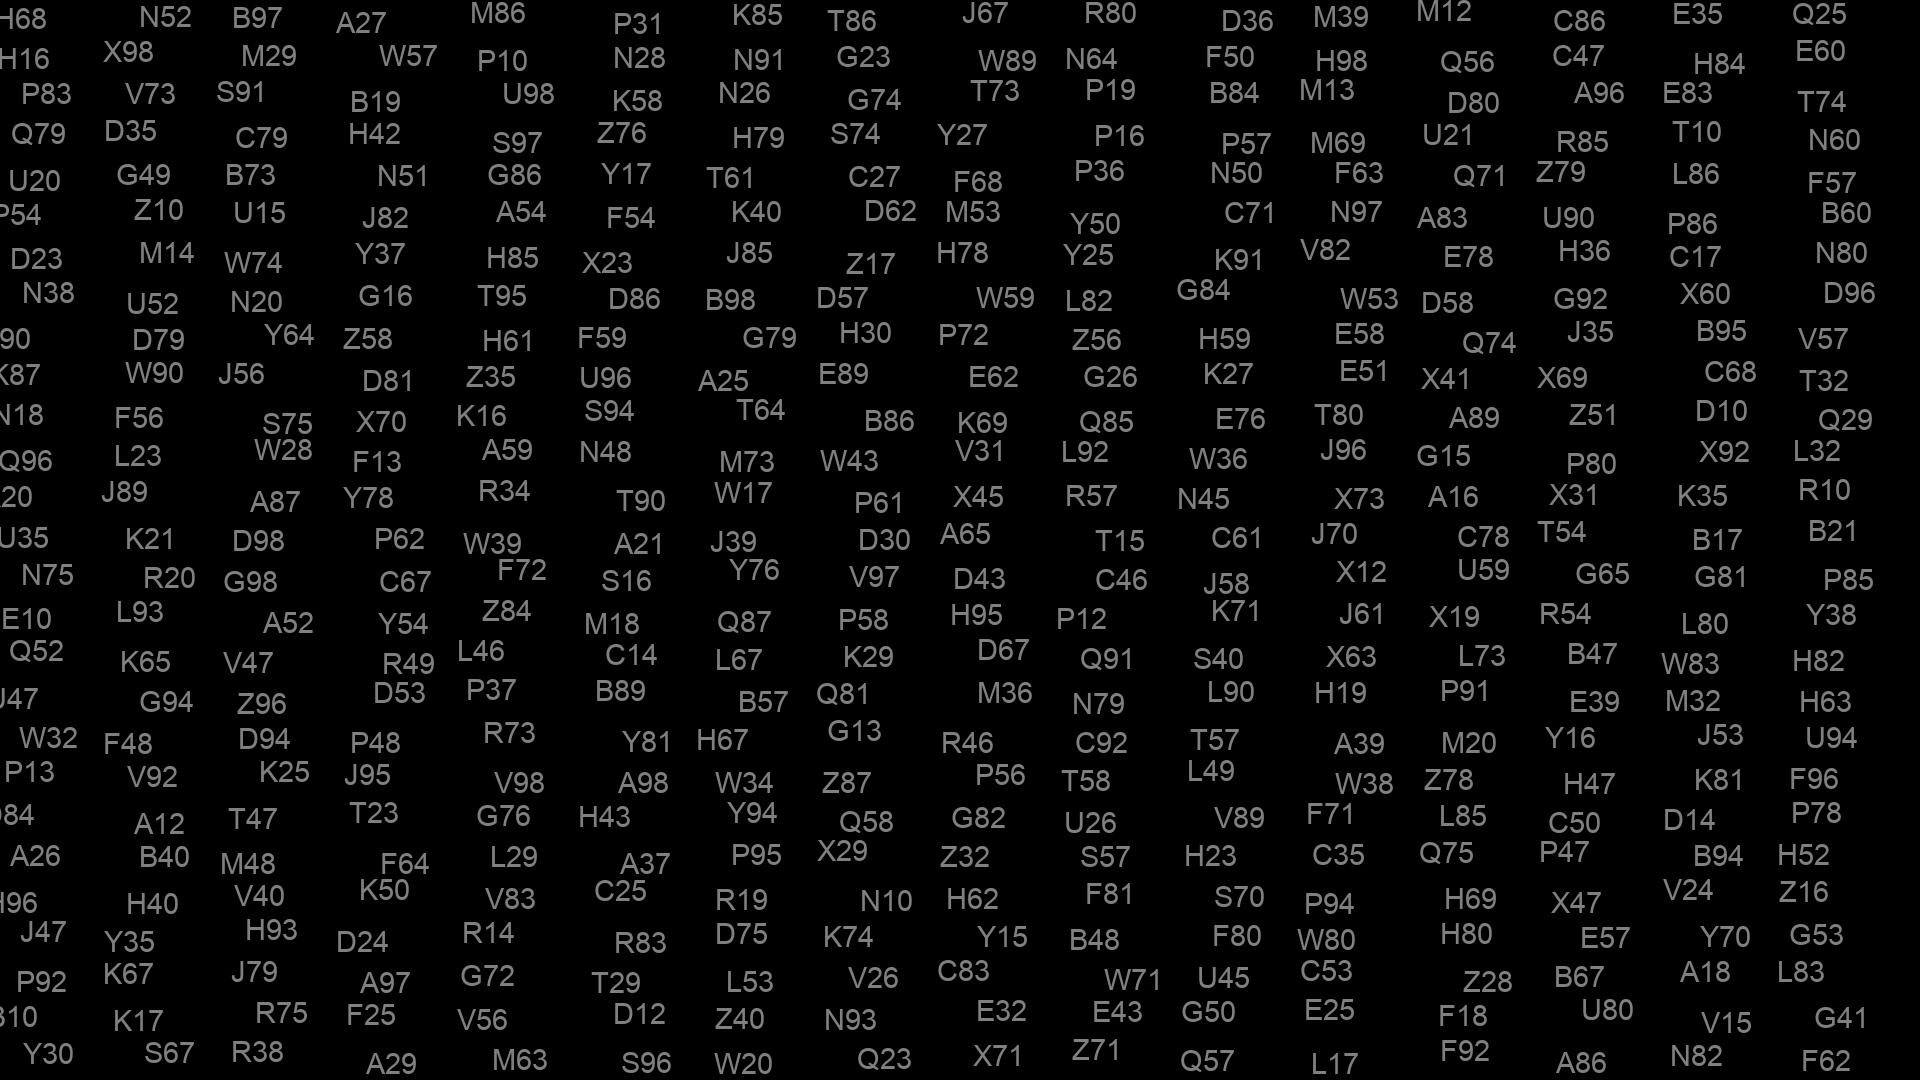 H68 N52 B97 A27 M86 P31 K85 T86 J67 R80 D36 M39 M12 C86 E35 Q25
H16 X98 M29 W57 P10 N28 N91 G23 W89 N64 F50 H98 Q56 C47 H84 E60
P83 V73 S91 B19 U98 K58 N26 G74 T73 P19 B84 M13 D80 A96 E83 T74
Q79 D35 C79 H42 S97 Z76 H79 S74 Y27 P16 P57 M69 U21 R85 T10 N60
U20 G49 B73 N51 G86 Y17 T61 C27 F68 P36 N50 F63 Q71 Z79 L86 F57
P54 Z10 U15 J82 A54 F54 K40 D62 M53 Y50 C71 N97 A83 U90 P86 B60
D23 M14 W74 Y37 H85 X23 J85 Z17 H78 Y25 K91 V82 E78 H36 C17 N80
N38 U52 N20 G16 T95 D86 B98 D57 W59 L82 G84 W53 D58 G92 X60 D96
90 D79 Y64 Z58 H61 F59 G79 H30 P72 Z56 H59 E58 Q74 J35 B95 V57
K87 W90 J56 D81 Z35 U96 A25 E89 E62 G26 K27 E51 X41 X69 C68 T32
N18 F56 S75 X70 K16 S94 T64 B86 K69 Q85 E76 T80 A89 Z51 D10 Q29
Q96 L23 W28 F13 A59 N48 M73 W43 V31 L92 W36 J96 G15 P80 X92 L32
20 J89 A87 Y78 R34 T90 W17 P61 X45 R57 N45 X73 A16 X31 K35 R10
U35 K21 D98 P62 W39 A21 J39 D30 A65 T15 C61 J70 C78 T54 B17 B21
N75 R20 G98 C67 F72 S16 Y76 V97 D43 C46 J58 X12 U59 G65 G81 P85
E10 L93 A52 Y54 Z84 M18 Q87 P58 H95 P12 K71 J61 X19 R54 L80 Y38
Q52 K65 V47 R49 L46 C14 L67 K29 D67 Q91 S40 X63 L73 B47 W83 H82
J47 G94 Z96 D53 P37 B89 B57 Q81 M36 N79 L90 H19 P91 E39 M32 H63
W32 F48 D94 P48 R73 Y81 H67 G13 R46 C92 T57 A39 M20 Y16 J53 U94
P13 V92 K25 J95 V98 A98 W34 Z87 P56 T58 L49 W38 Z78 H47 K81 F96
84 A12 T47 T23 G76 H43 Y94 Q58 G82 U26 V89 F71 L85 C50 D14 P78
A26 B40 M48 F64 L29 A37 P95 X29 Z32 S57 H23 C35 Q75 P47 B94 H52
96 H40 V40 K50 V83 C25 R19 N10 H62 F81 S70 P94 H69 X47 V24 Z16
J47 Y35 H93 D24 R14 R83 D75 K74 Y15 B48 F80 W80 H80 E57 Y70 G53
P92 K67 J79 A97 G72 T29 L53 V26 C83 W71 U45 C53 Z28 B67 A18 L83
B10 K17 R75 F25 V56 D12 Z40 N93 E32 E43 G50 E25 F18 U80 V15 G41
Y30 S67 R38 A29 M63 S96 W20 Q23 X71 Z71 Q57 L17 F92 A86 N82 F62